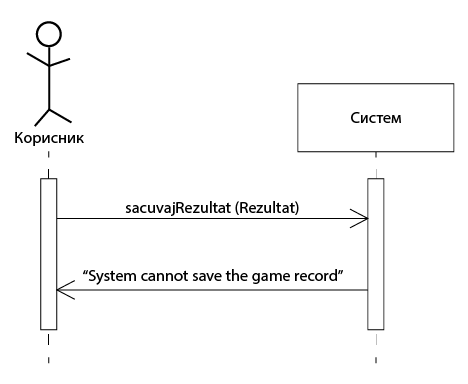 Корисник
Систем
sacuvajRezultat (Rezultat)
“System cannot save the game record”